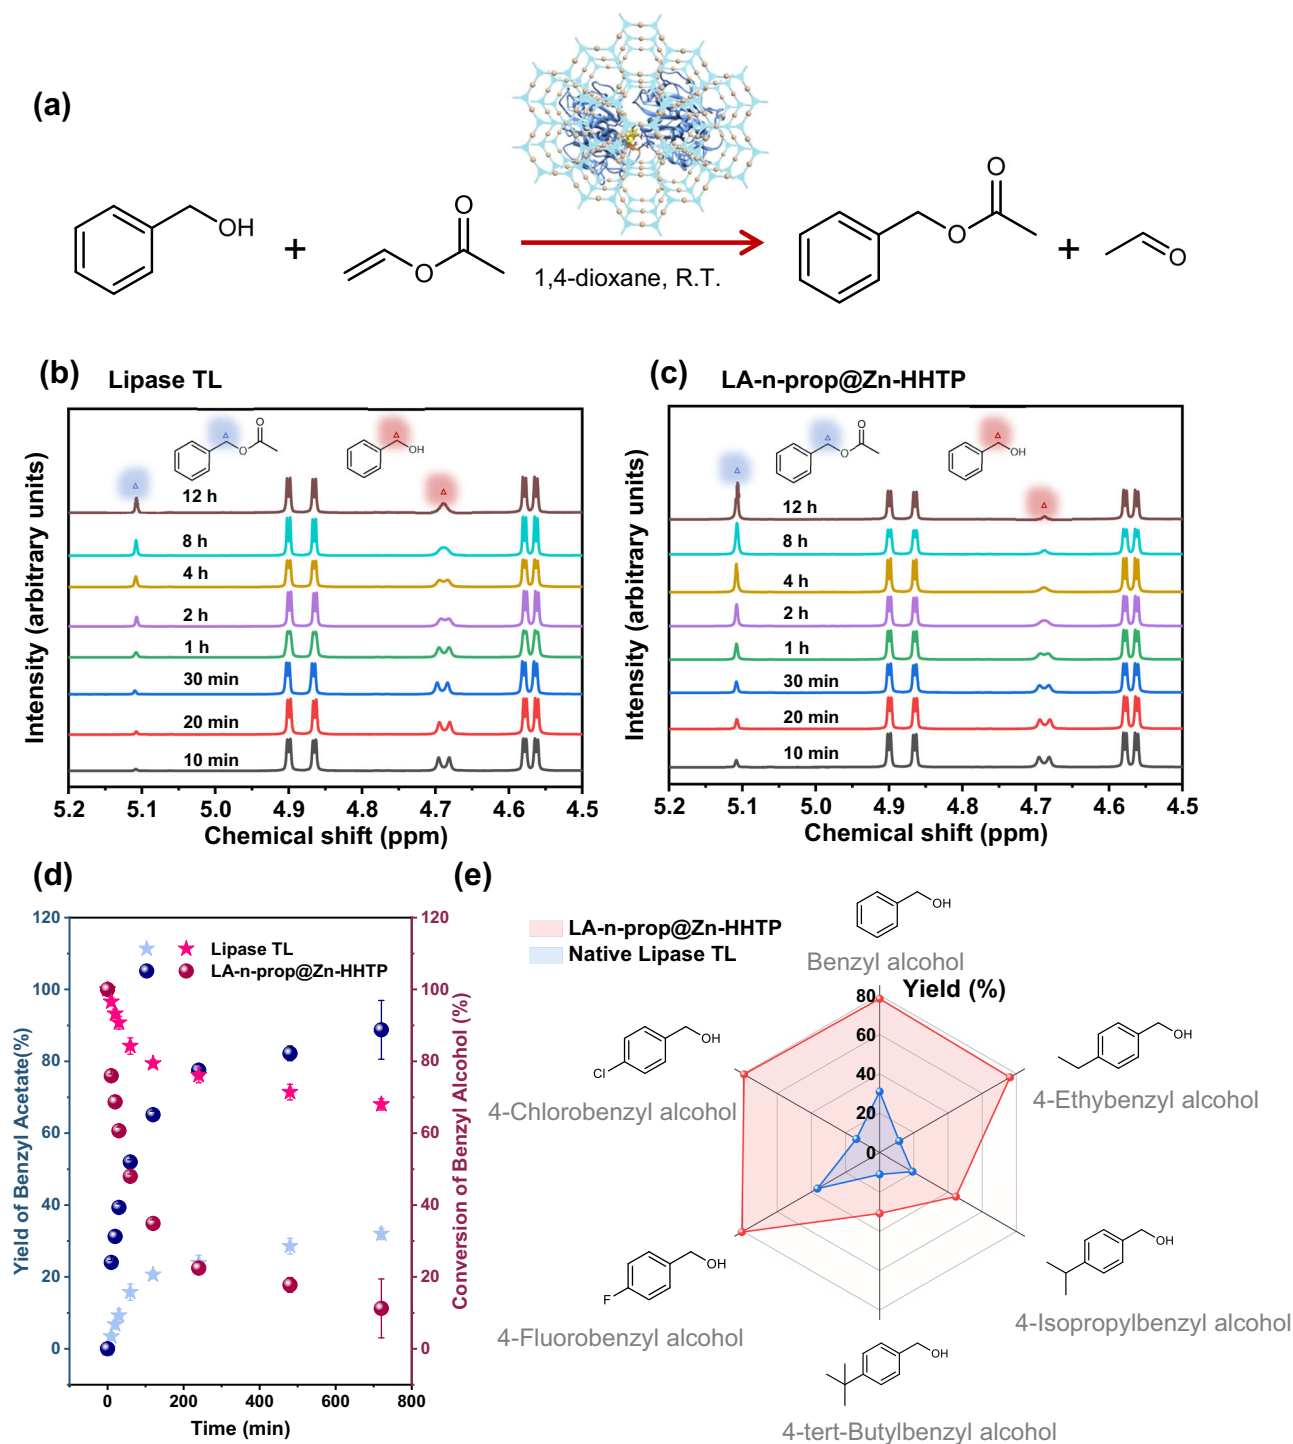 (a)
OH
+
O
O
1,4-dioxane, R.T.
O
O
+
O
(b) Lipase TL
Intensity (arbitrary units)
O
O
OH
12 h
8 h
4 h
2 h
1 h
30 min
20 min
10 min
5.2 5.1 5.0 4.9 4.8 4.7 4.6 4.5
Chemical shift (ppm)
(c) LA-n-prop@Zn-HHTP
Intensity (arbitrary units)
O
O
OH
12 h
8 h
4 h
2 h
1 h
30 min
20 min
10 min
5.2 5.1 5.0 4.9 4.8 4.7 4.6 4.5
Chemical shift (ppm)
(d)
Yield of Benzyl Acetate(%)
120
100
80
60
40
20
0
Lipase TL
LA-n-prop@Zn-HHTP
120
100
80
60
40
20
0
Conversion of Benzyl Alcohol (%)
0 200 400 600 800
Time (min)
(e)
LA-n-prop@Zn-HHTP
Native Lipase TL
OH
Benzyl alcohol
Yield (%)
80
60
40
20
0
OH
4-Ethybenzyl alcohol
OH
4-Isopropylbenzyl alcohol
OH
4-tert-Butylbenzyl alcohol
OH
F
4-Fluorobenzyl alcohol
OH
Cl
4-Chlorobenzyl alcohol